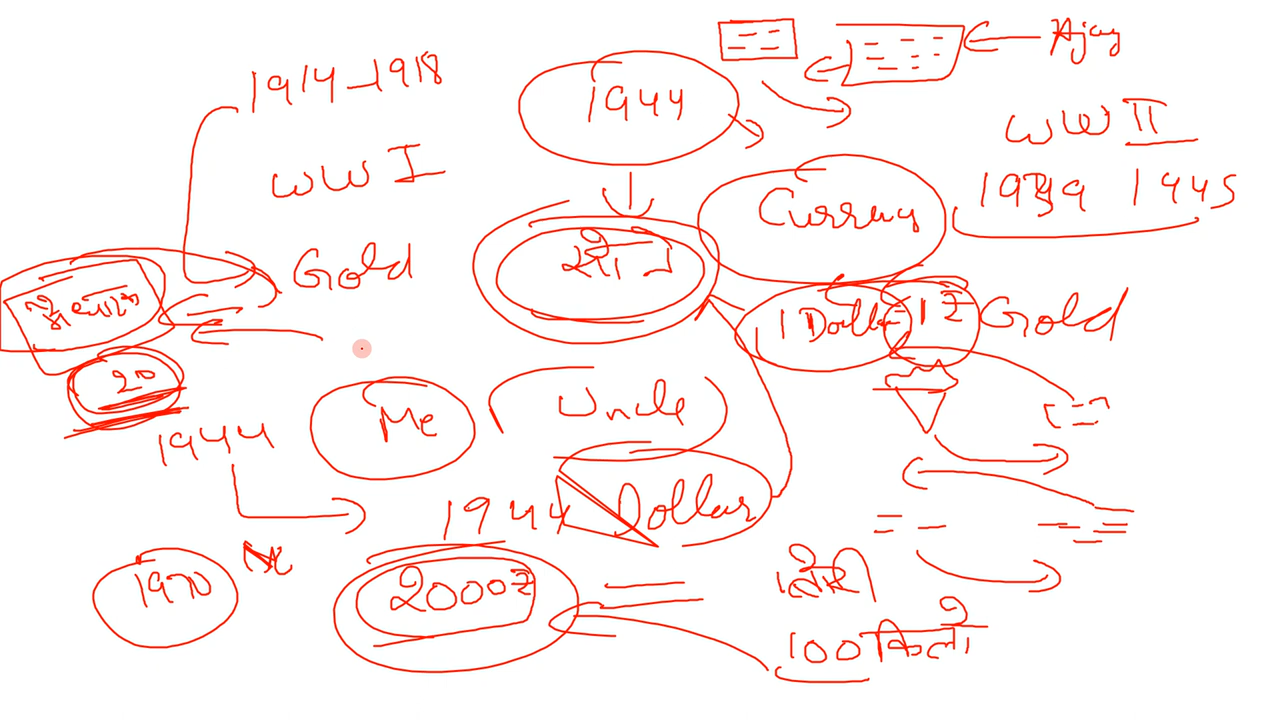 1914-1918
WW I
Gold
1944
Ajay
WW II
1939 1945
Currency
1 Dollar = 1₹ Gold
20
1944
Me
Uncle
1944 Dollar
1970
2000₹
100 किलो